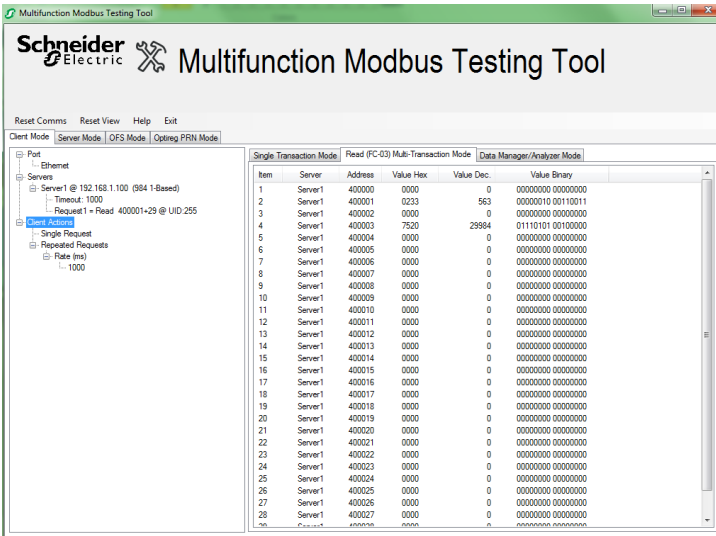 Multifunction Modbus Testing Tool
Schneider Electric Multifunction Modbus Testing Tool
Reset Comms Reset View Help Exit
Client Mode Server Mode OFS Mode Optireg PRN Mode
Port
Ethernet
Servers
Server1 @ 192.168.1.100 (984 1-Based)
Timeout: 1000
Request1 = Read 400001+29 @ UID:255
Client Actions
Single Request
Repeated Requests
Rate (ms)
1000
Single Transaction Mode Read (FC-03) Multi-Transaction Mode Data Manager/Analyzer Mode
Item Server Address Value Hex Value Dec. Value Binary
1 Server1 400000 0000 0 00000000 00000000
2 Server1 400001 0233 563 00000010 00110011
3 Server1 400002 0000 0 00000000 00000000
4 Server1 400003 7520 29984 01110101 00100000
5 Server1 400004 0000 0 00000000 00000000
6 Server1 400005 0000 0 00000000 00000000
7 Server1 400006 0000 0 00000000 00000000
8 Server1 400007 0000 0 00000000 00000000
9 Server1 400008 0000 0 00000000 00000000
10 Server1 400009 0000 0 00000000 00000000
11 Server1 400010 0000 0 00000000 00000000
12 Server1 400011 0000 0 00000000 00000000
13 Server1 400012 0000 0 00000000 00000000
14 Server1 400013 0000 0 00000000 00000000
15 Server1 400014 0000 0 00000000 00000000
16 Server1 400015 0000 0 00000000 00000000
17 Server1 400016 0000 0 00000000 00000000
18 Server1 400017 0000 0 00000000 00000000
19 Server1 400018 0000 0 00000000 00000000
20 Server1 400019 0000 0 00000000 00000000
21 Server1 400020 0000 0 00000000 00000000
22 Server1 400021 0000 0 00000000 00000000
23 Server1 400022 0000 0 00000000 00000000
24 Server1 400023 0000 0 00000000 00000000
25 Server1 400024 0000 0 00000000 00000000
26 Server1 400025 0000 0 00000000 00000000
27 Server1 400026 0000 0 00000000 00000000
28 Server1 400027 0000 0 00000000 00000000